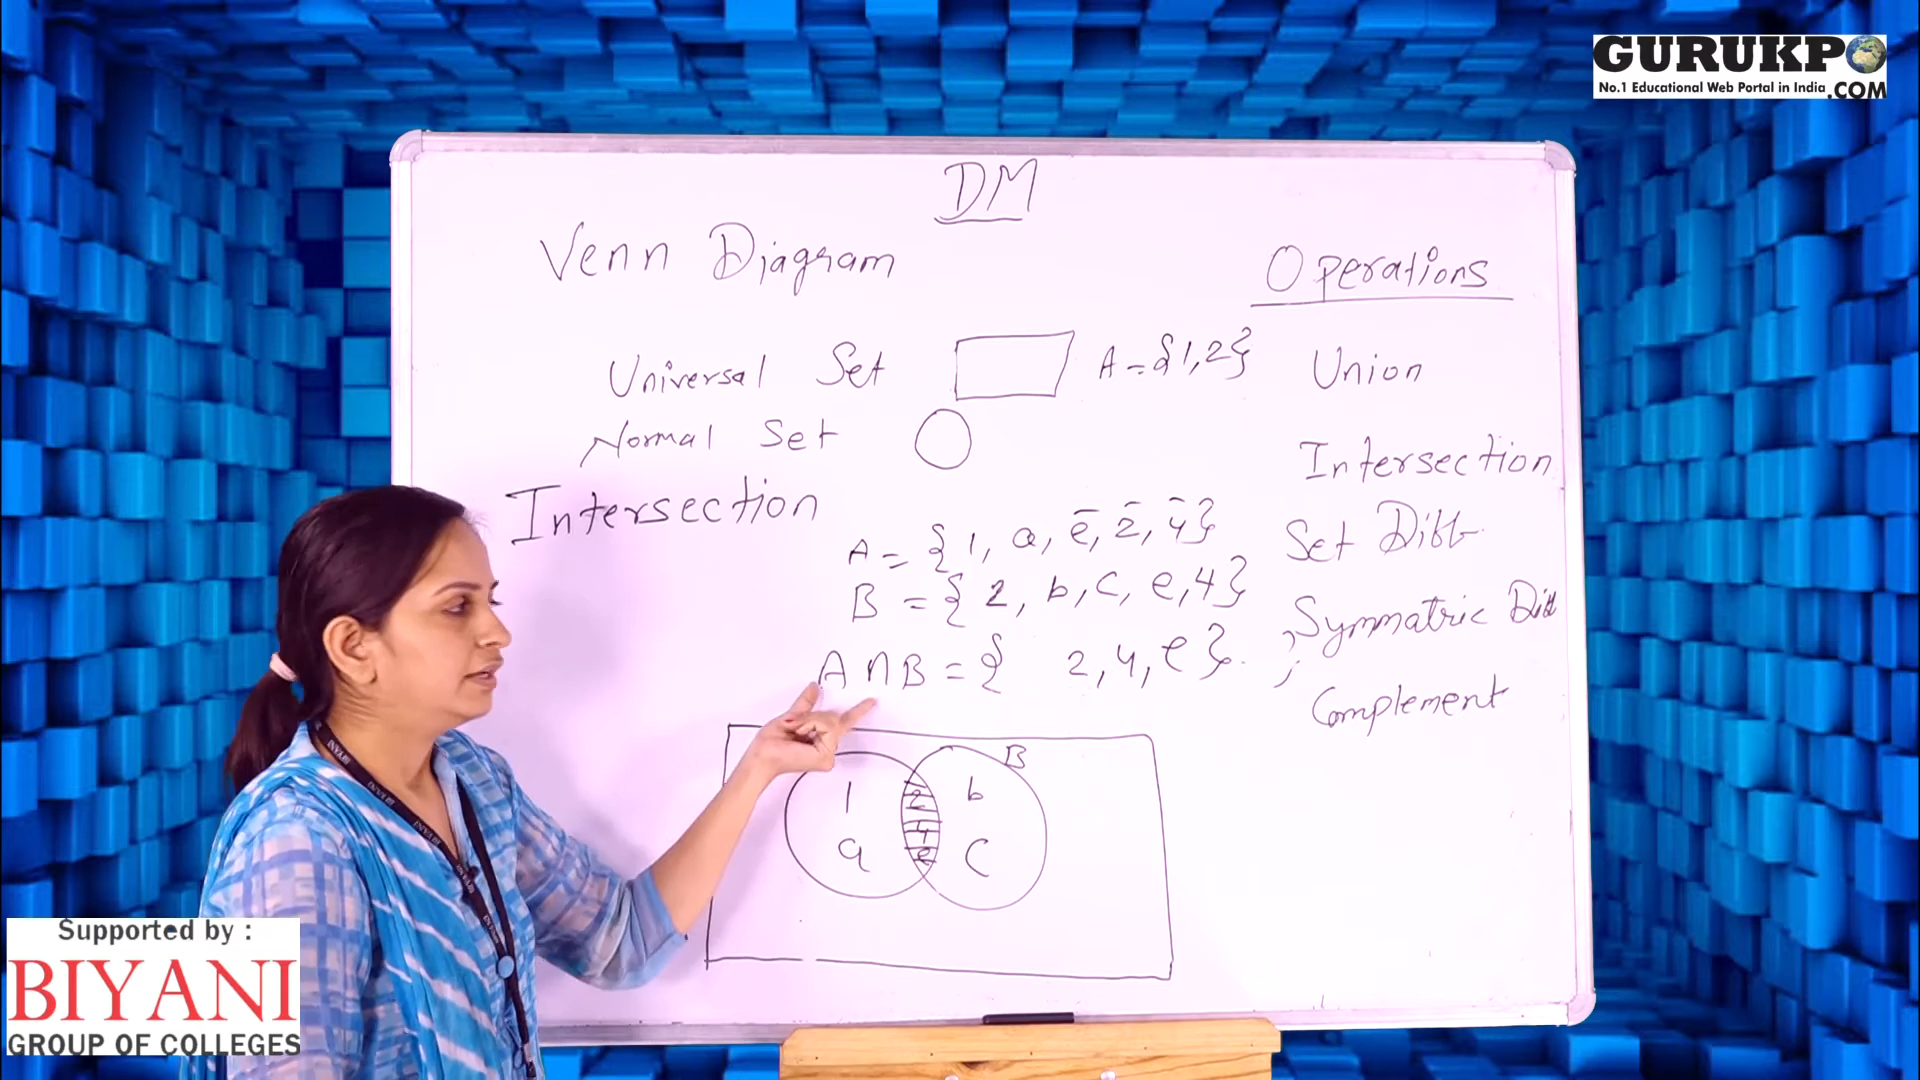 GURUKPO
No.1 Educational Web Portal in India .COM
DM
Venn Diagram
Operations
Universal Set
A = {1,2}
Union
Normal Set
Intersection
Intersection
A = {1, a, e, 2, 4}
Set Diff
B = {2, b, c, e, 4}
Symmatric Diff
A ∩ B = { 2, 4, e}
Complement
B
1 2 b
4
a e c
Supported by :
BIYANI
GROUP OF COLLEGES